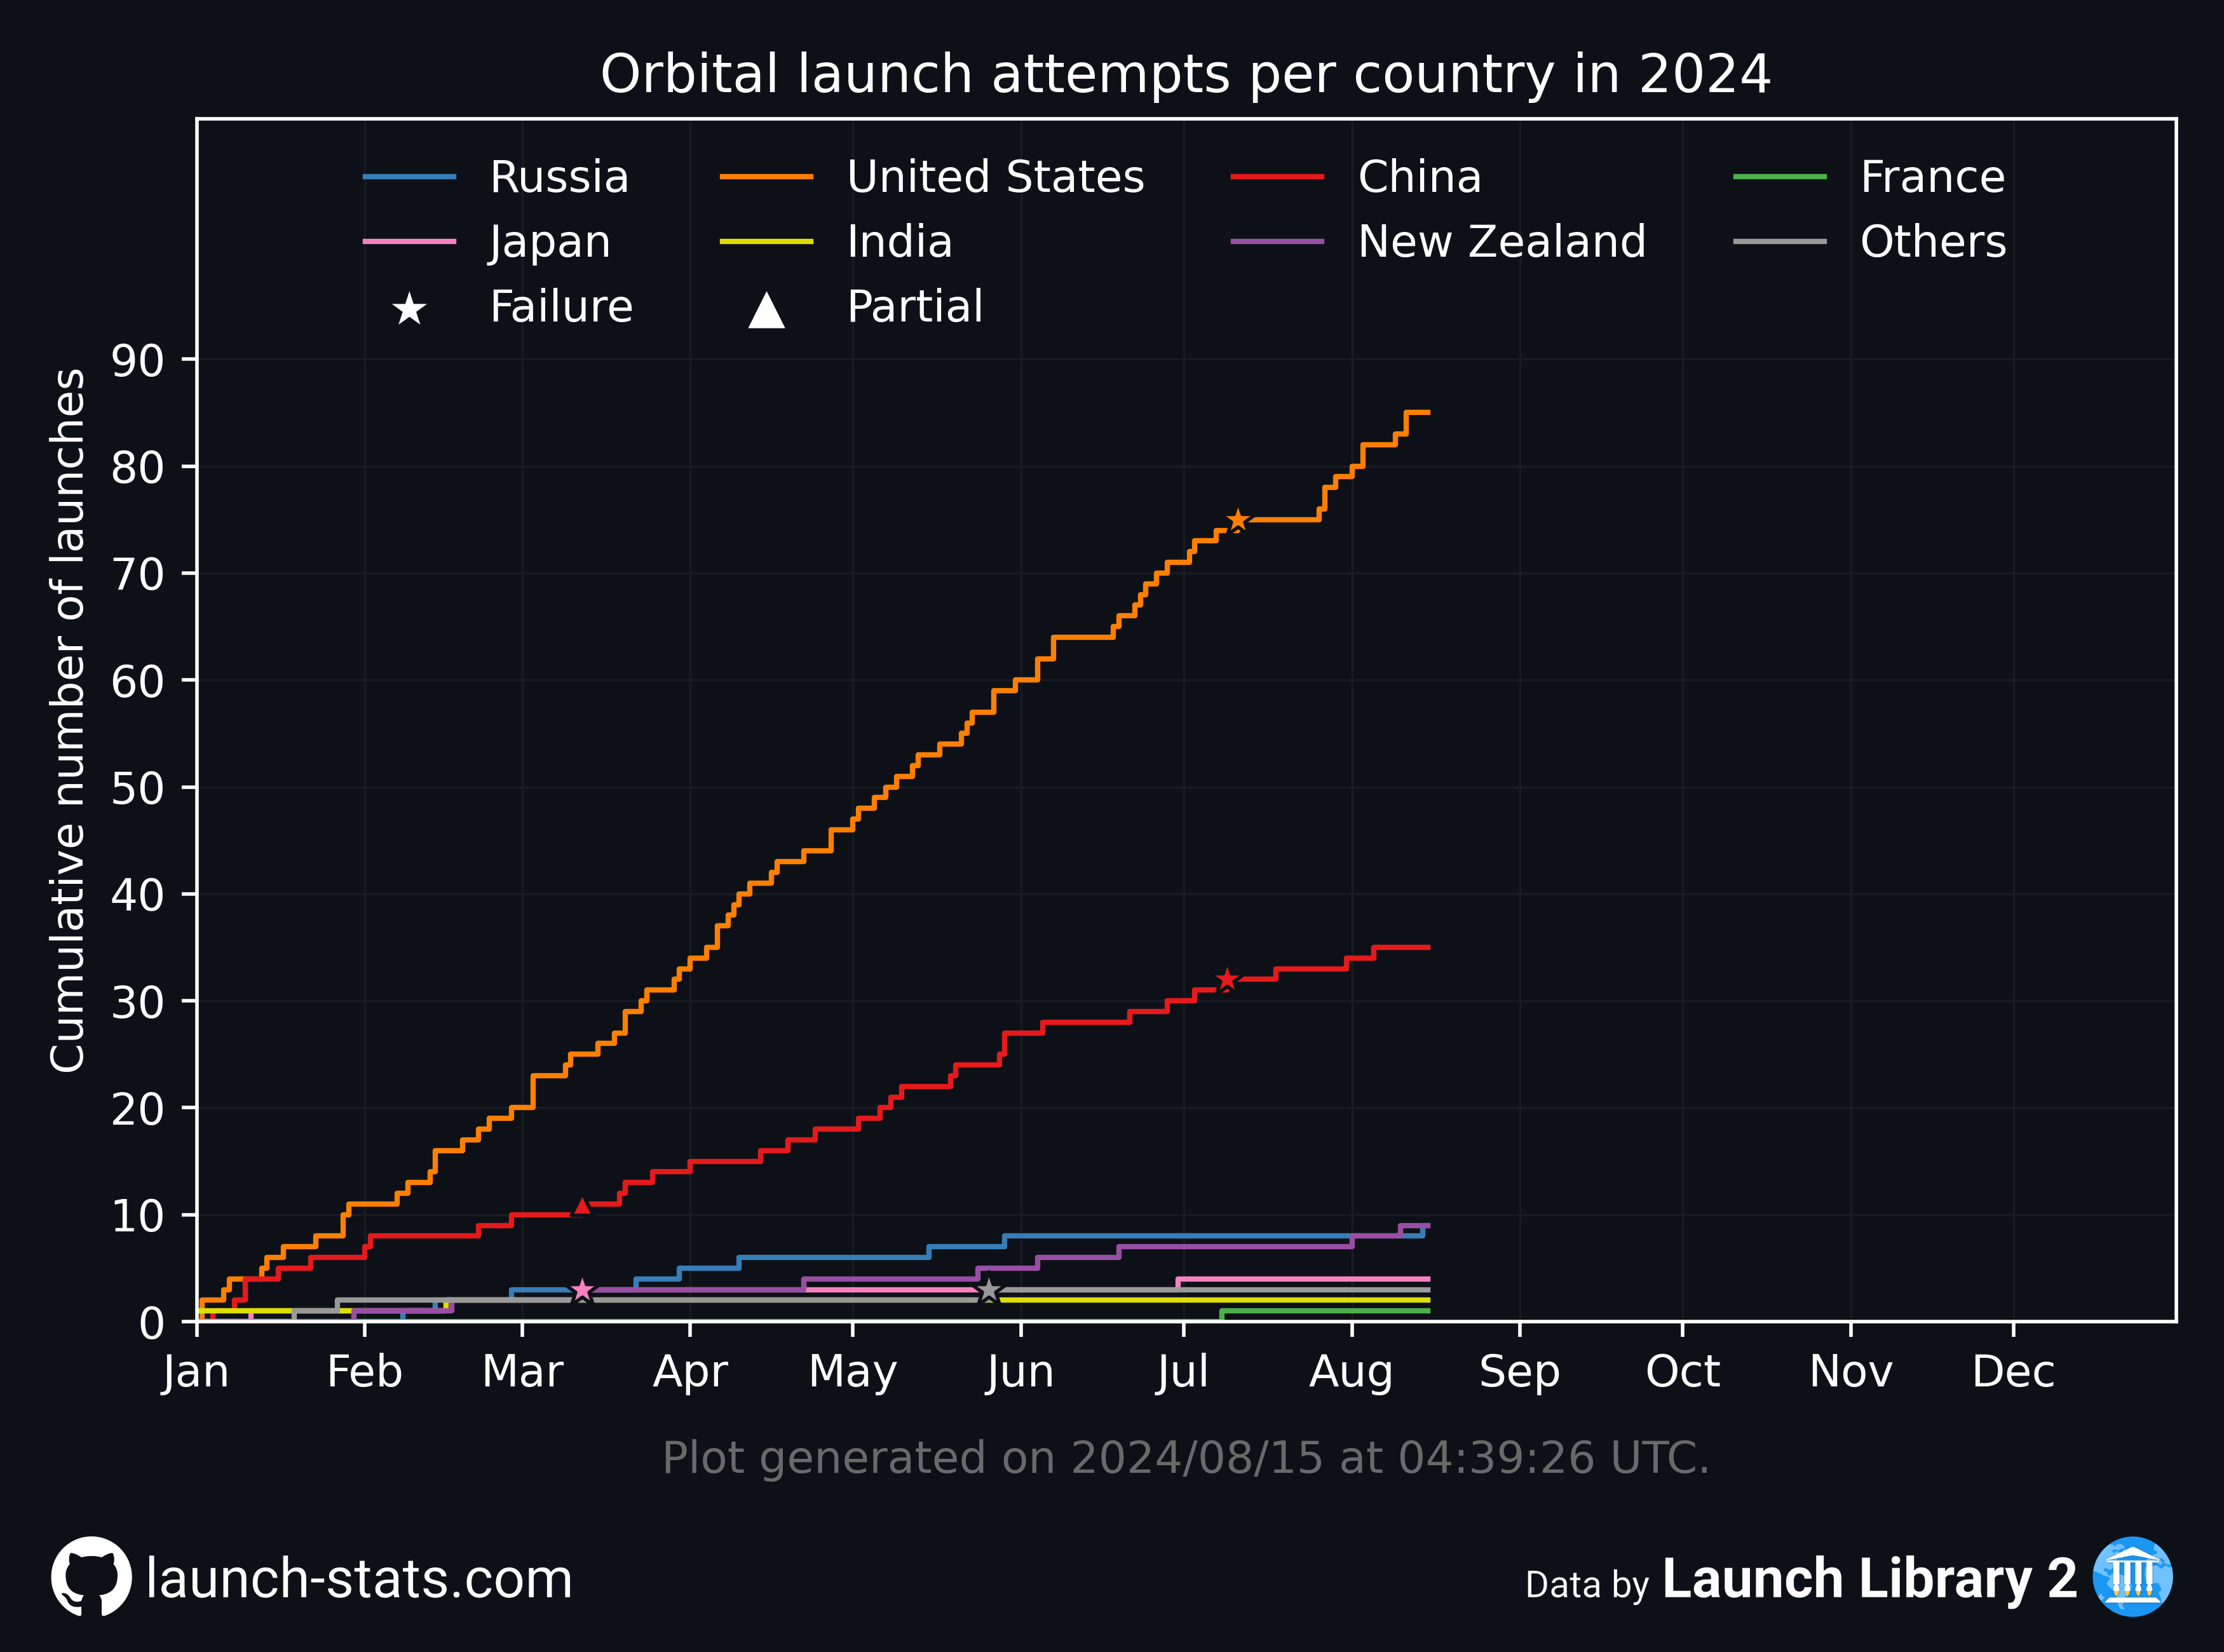 Orbital launch attempts per country in 2024
Russia United States China France
Japan India New Zealand Others
Failure Partial
Cumulative number of launches
90
80
70
60
50
40
30
20
10
0
Jan Feb Mar Apr May Jun Jul Aug Sep Oct Nov Dec
Plot generated on 2024/08/15 at 04:39:26 UTC.
launch-stats.com
Data by Launch Library 2